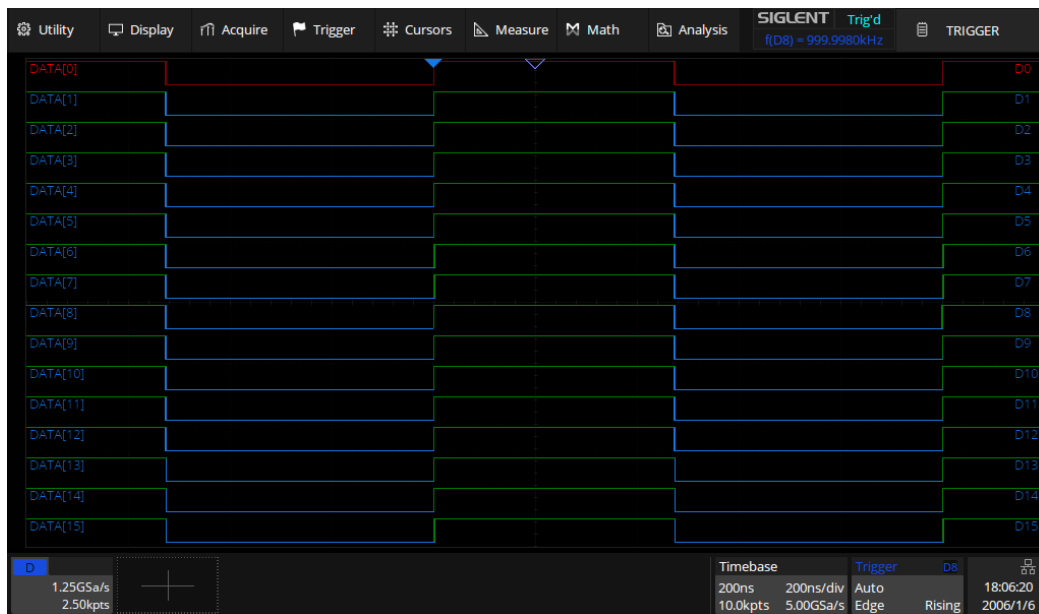 Utility Display Acquire Trigger Cursors Measure Math Analysis SIGLENT Trig'd TRIGGER
f(D8) = 999.9980kHz
DATA[0] D0
DATA[1] D1
DATA[2] D2
DATA[3] D3
DATA[4] D4
DATA[5] D5
DATA[6] D6
DATA[7] D7
DATA[8] D8
DATA[9] D9
DATA[10] D10
DATA[11] D11
DATA[12] D12
DATA[13] D13
DATA[14] D14
DATA[15] D15
D Timebase Trigger D8
1.25GSa/s 200ns 200ns/div Auto 18:06:20
2.50kpts 10.0kpts 5.00GSa/s Edge Rising 2006/1/6